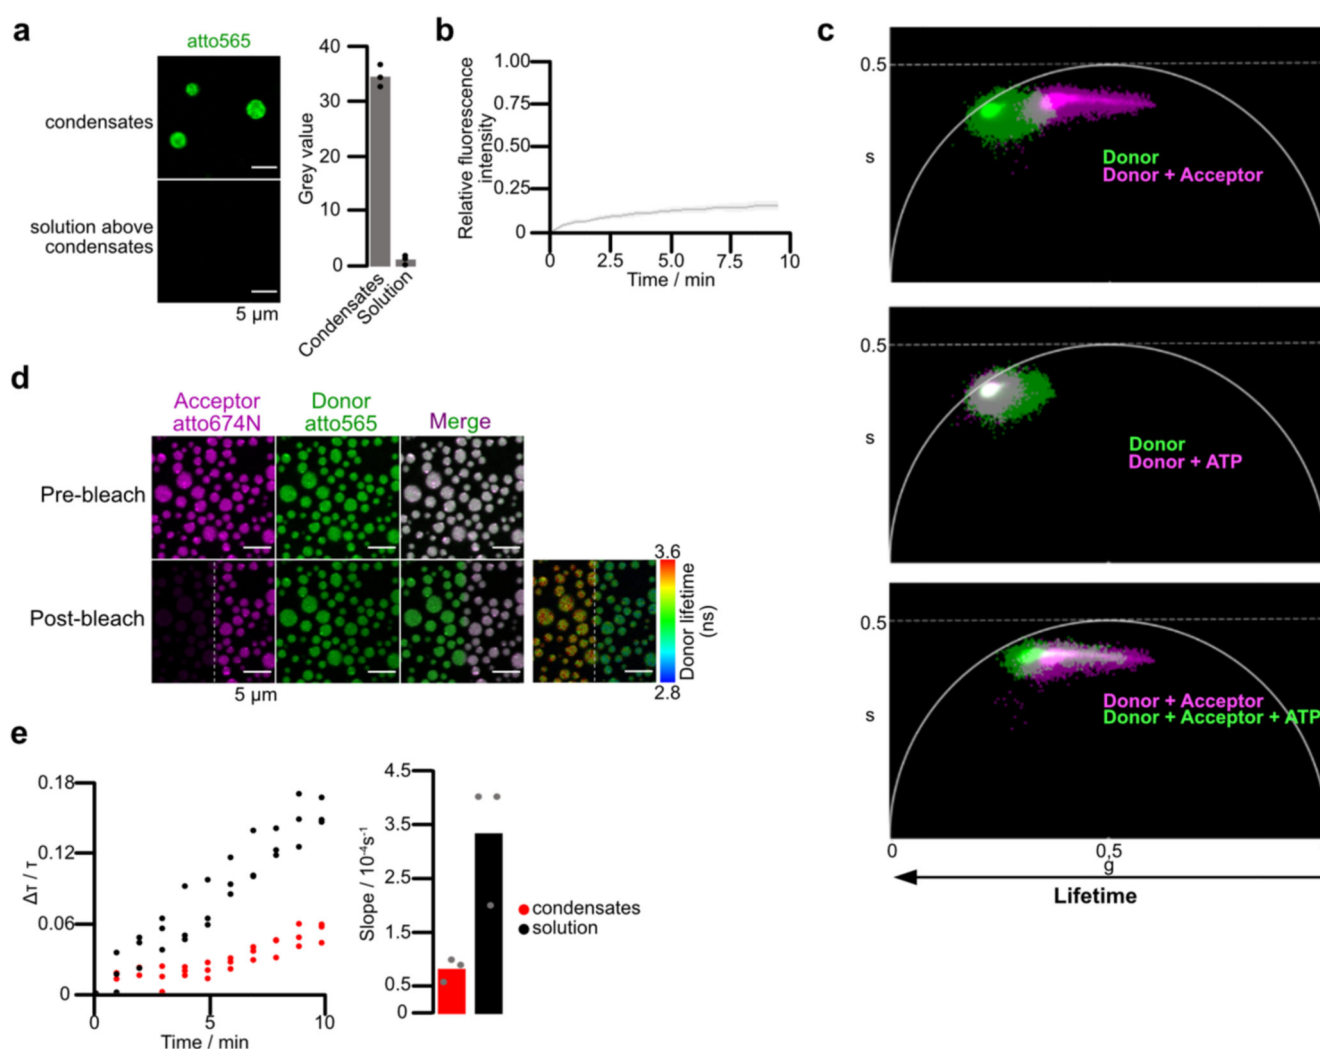 a
atto565
condensates
solution above
condensates
5 µm
Grey value
40
30
20
10
0
Condensates
Solution
b
Relative fluorescence
intensity
1.00
0.75
0.50
0.25
0
0
2.5
5.0
7.5
10
Time / min
c
0.5
s
Donor
Donor + Acceptor
0.5
s
Donor
Donor + ATP
0.5
s
Donor + Acceptor
Donor + Acceptor + ATP
0
0,5
g
Lifetime
d
Acceptor
atto674N
Donor
atto565
Merge
Pre-bleach
Post-bleach
5 µm
3.6
2.8
Donor lifetime
(ns)
e
Δτ / τ
0.18
0.12
0.06
0
0
5
10
Time / min
Slope / 10⁻⁴s⁻¹
4.5
3.5
2.5
1.5
0.5
0
condensates
solution